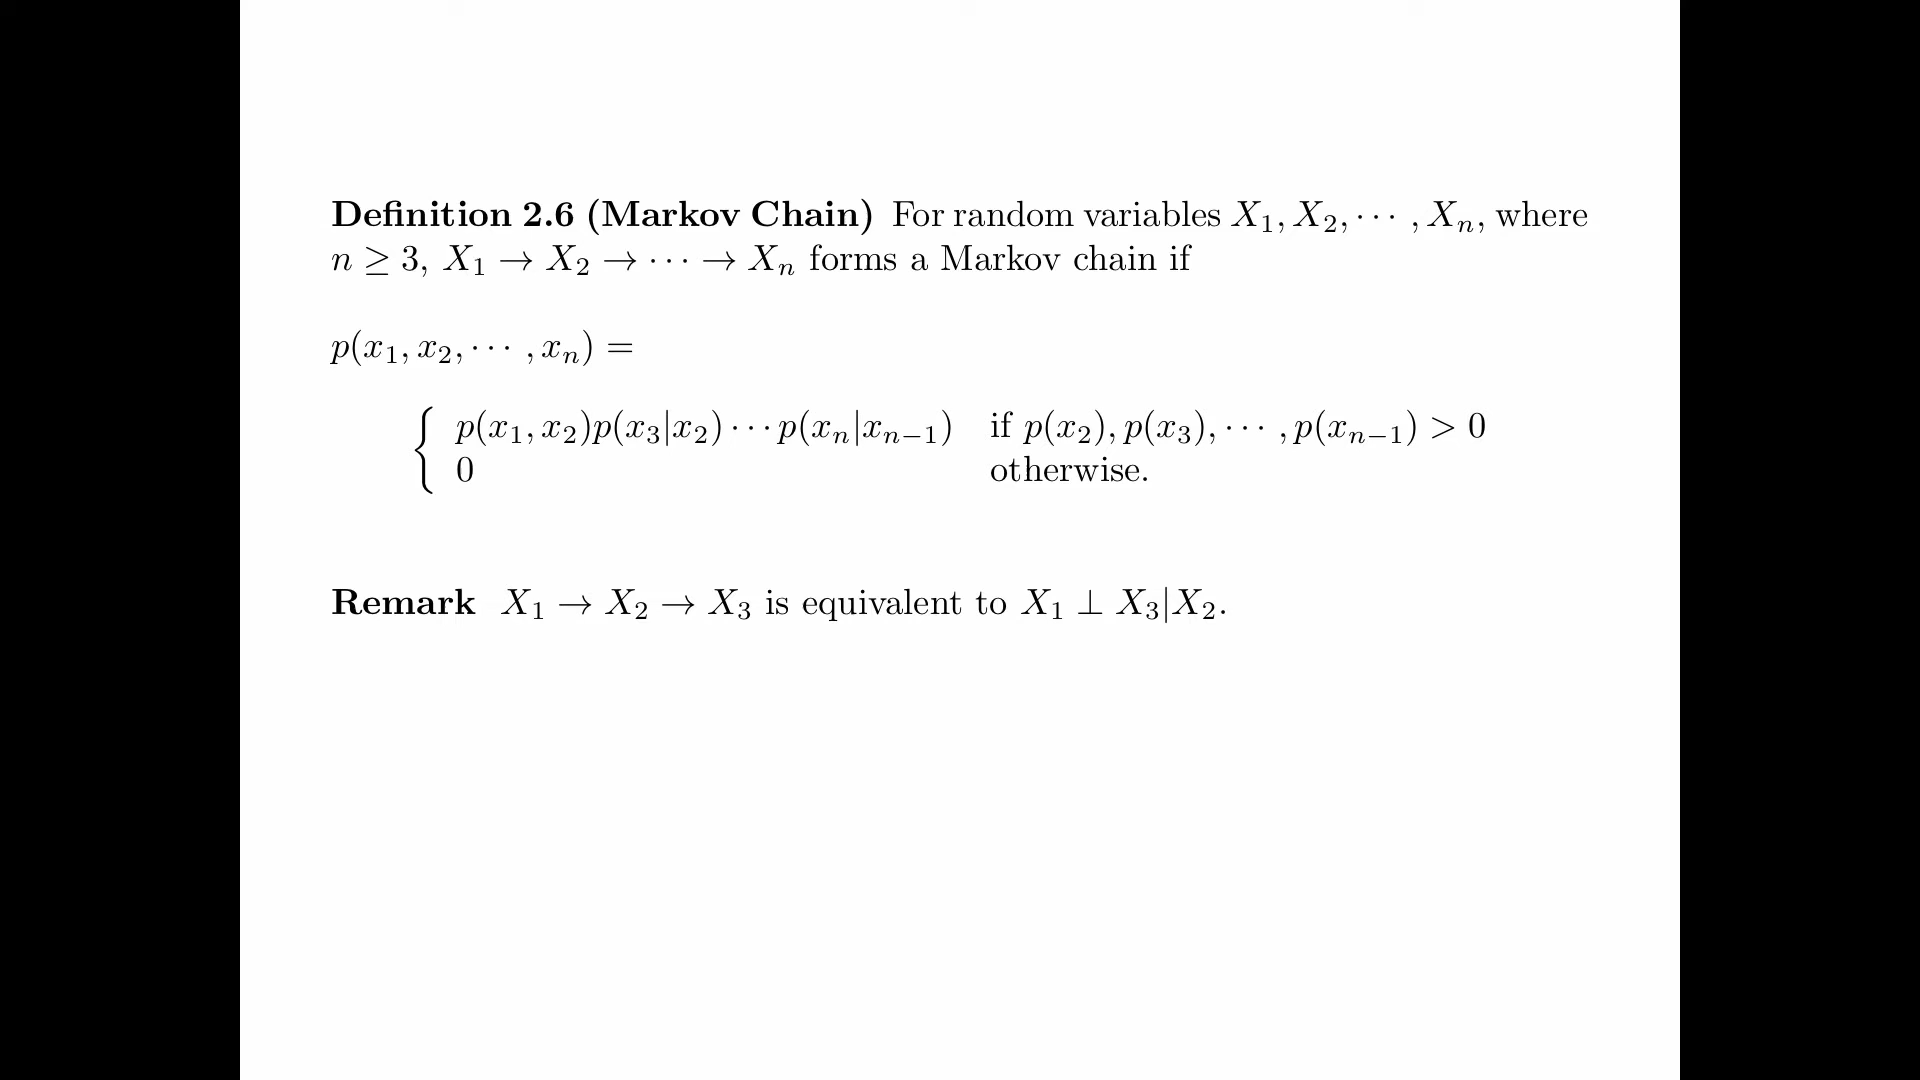 Definition 2.6 (Markov Chain) For random variables X₁, X₂, ⋯ , Xₙ, where
n ≥ 3, X₁ → X₂ → ⋯ → Xₙ forms a Markov chain if
p(x₁, x₂, ⋯ , xₙ) =
{ p(x₁, x₂)p(x₃|x₂) ⋯ p(xₙ|xₙ₋₁) if p(x₂), p(x₃), ⋯ , p(xₙ₋₁) > 0
0 otherwise.
Remark X₁ → X₂ → X₃ is equivalent to X₁ ⊥ X₃|X₂.